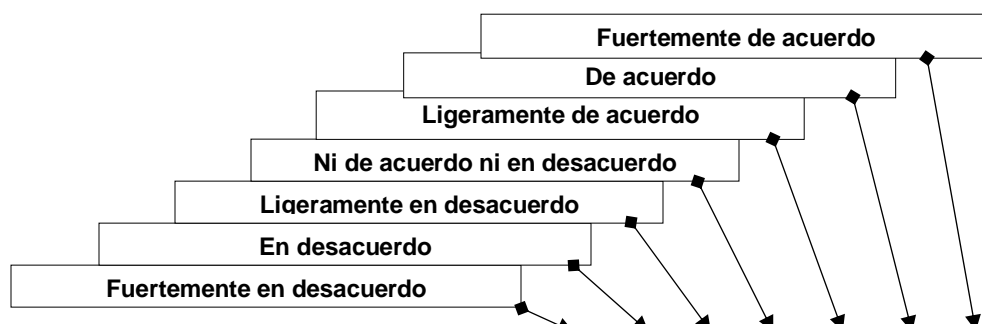 Fuertemente de acuerdo
De acuerdo
Ligeramente de acuerdo
Ni de acuerdo ni en desacuerdo
Ligeramente en desacuerdo
En desacuerdo
Fuertemente en desacuerdo